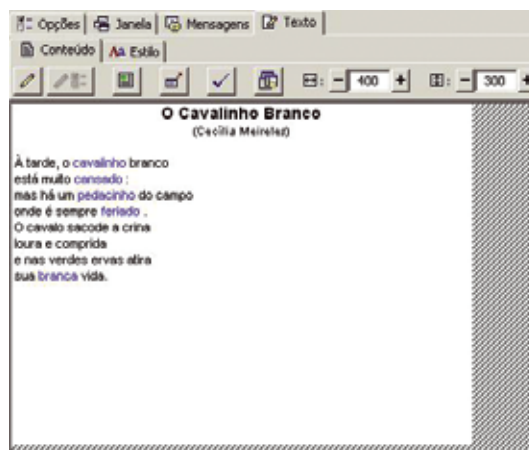 Opções Janela Mensagens Texto
Conteúdo Aa Estilo
: 400 : 300
O Cavalinho Branco
(Cecília Meireles)
À tarde, o cavalinho branco
está muito cansado :
mas há um pedacinho do campo
onde é sempre feriado .
O cavalo sacode a crina
loura e comprida
e nas verdes ervas atira
sua branca vida.